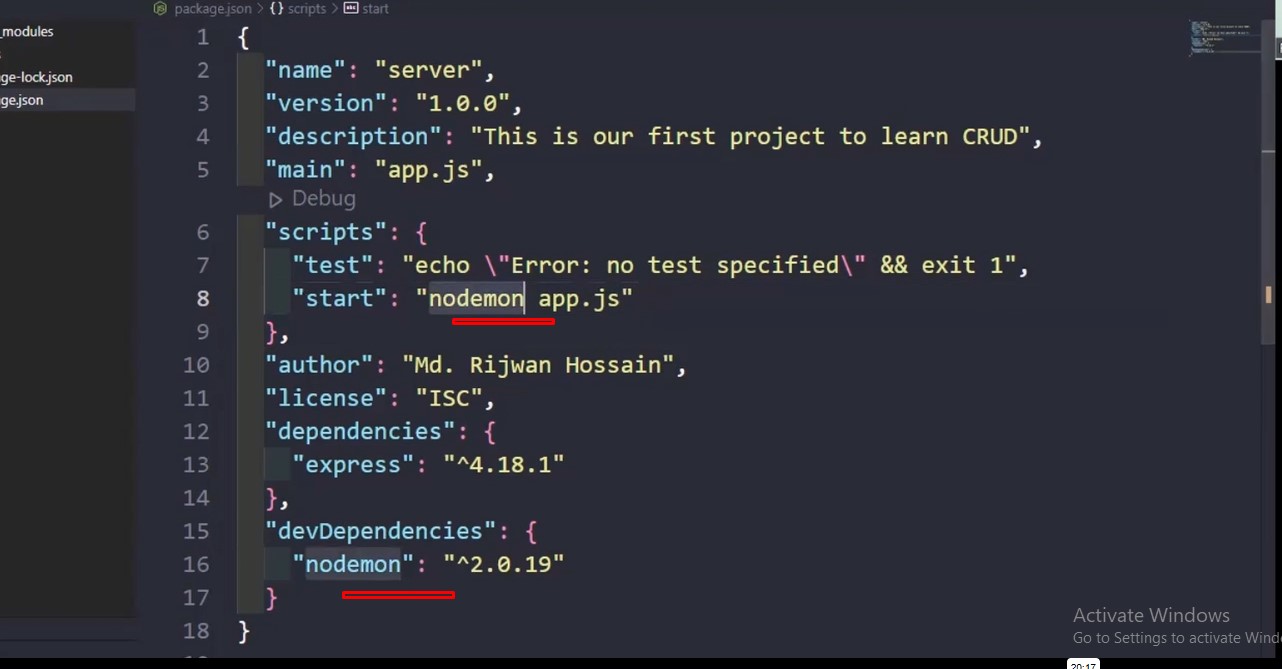 package.json > {} scripts > abc start
_modules
ge-lock.json
ge.json
1 {
2 "name": "server",
3 "version": "1.0.0",
4 "description": "This is our first project to learn CRUD",
5 "main": "app.js",
▷ Debug
6 "scripts": {
7 "test": "echo \"Error: no test specified\" && exit 1",
8 "start": "nodemon app.js"
9 },
10 "author": "Md. Rijwan Hossain",
11 "license": "ISC",
12 "dependencies": {
13 "express": "^4.18.1"
14 },
15 "devDependencies": {
16 "nodemon": "^2.0.19"
17 }
18 }
Activate Windows
Go to Settings to activate Wind
20:17